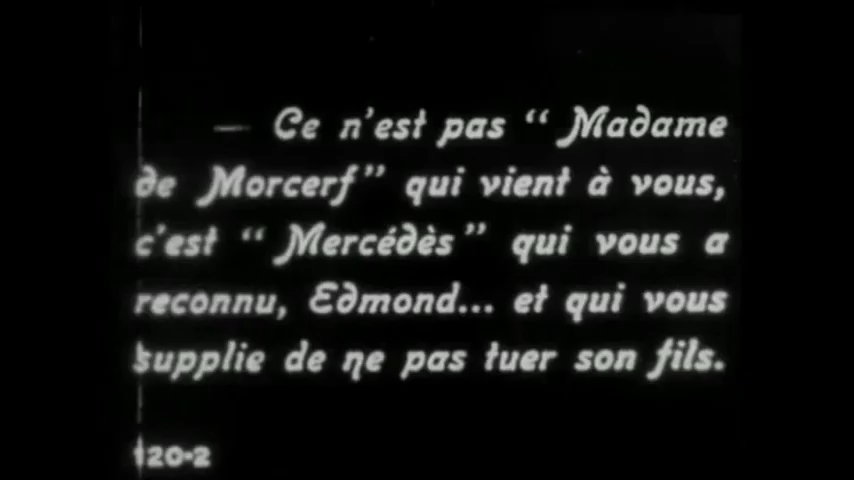 — Ce n'est pas “ Madame
de Morcerf” qui vient à vous,
c'est “ Mercédès” qui vous a
reconnu, Edmond... et qui vous
supplie de ne pas tuer son fils.
120-2